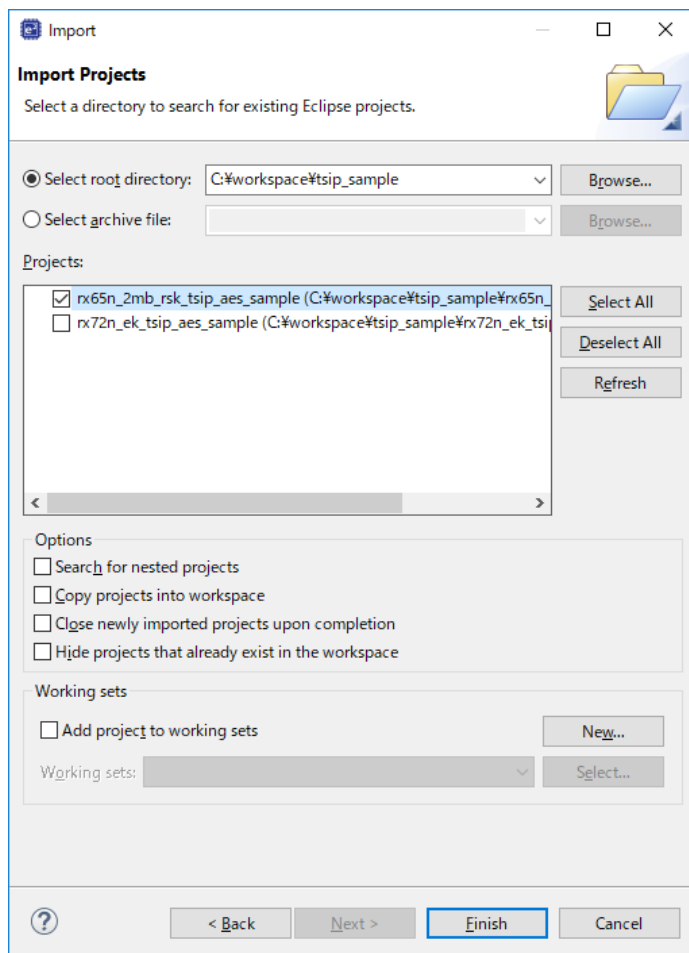 Import
Import Projects
Select a directory to search for existing Eclipse projects.
Select root directory: C:¥workspace¥tsip_sample Browse...
Select archive file: Browse...
Projects:
rx65n_2mb_rsk_tsip_aes_sample (C:¥workspace¥tsip_sample¥rx65n_
rx72n_ek_tsip_aes_sample (C:¥workspace¥tsip_sample¥rx72n_ek_tsip
Select All
Deselect All
Refresh
Options
Search for nested projects
Copy projects into workspace
Close newly imported projects upon completion
Hide projects that already exist in the workspace
Working sets
Add project to working sets New...
Working sets: Select...
? < Back Next > Finish Cancel